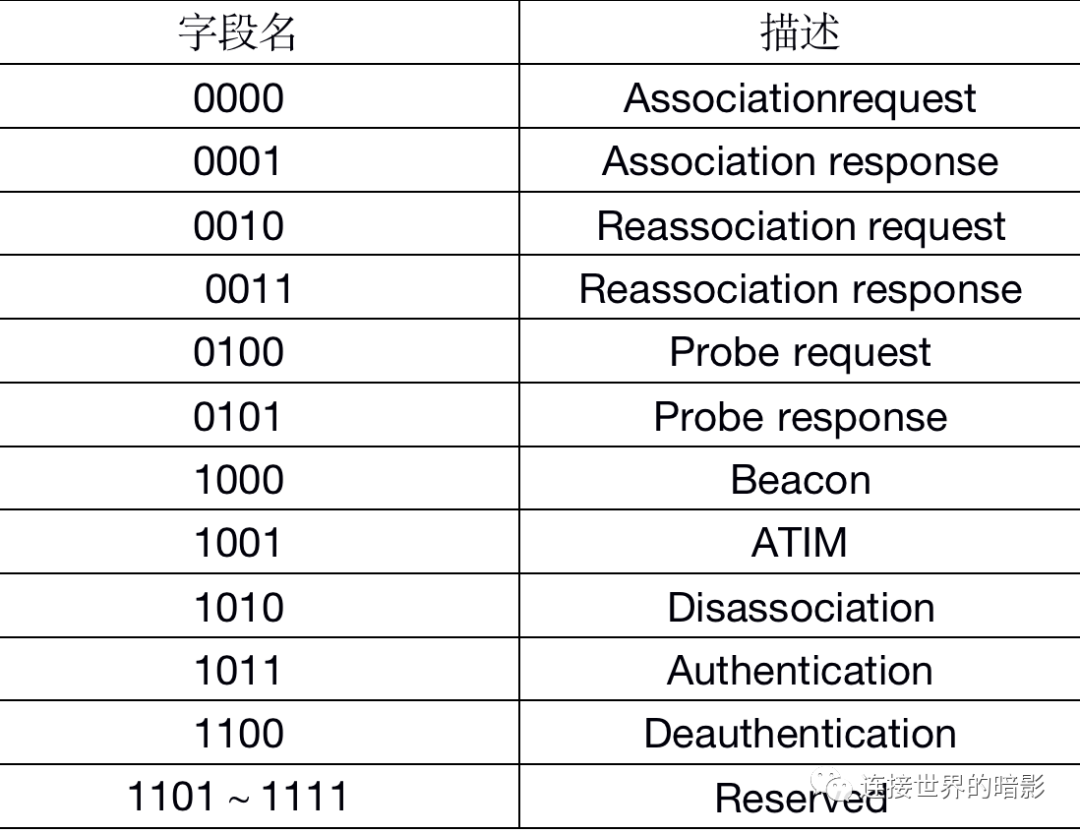 字段名 描述
0000 Associationrequest
0001 Association response
0010 Reassociation request
0011 Reassociation response
0100 Probe request
0101 Probe response
1000 Beacon
1001 ATIM
1010 Disassociation
1011 Authentication
1100 Deauthentication
1101 ~ 1111 Reserved
连接世界的暗影